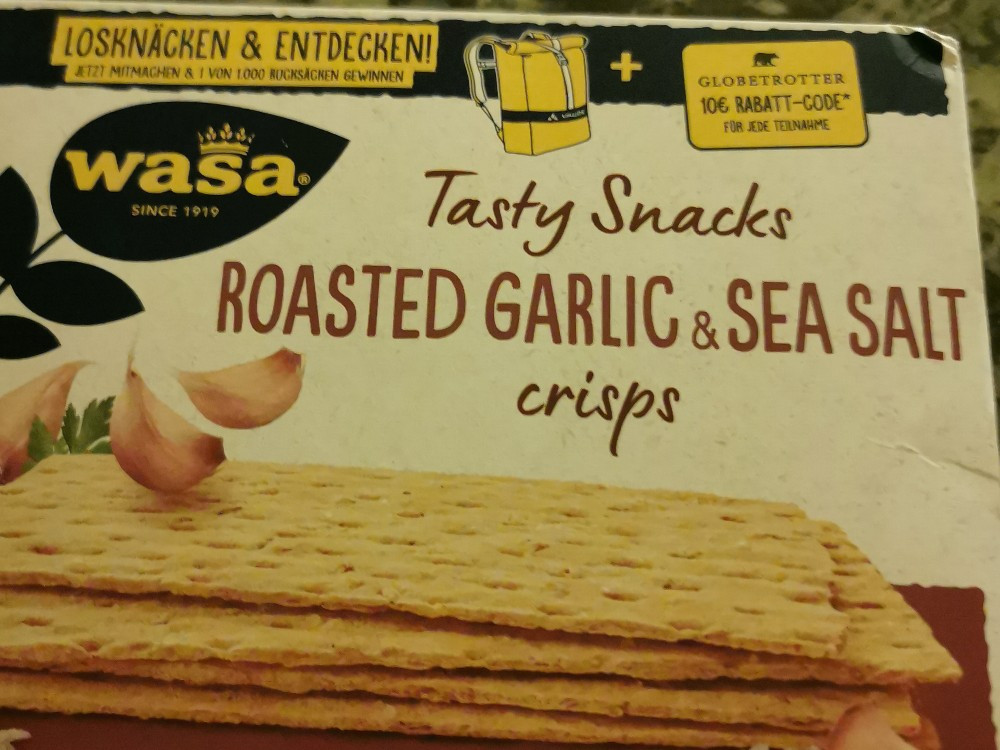 LOSKNÄCKEN & ENTDECKEN!
JETZT MITMACHEN & 1 VON 1.000 RUCKSÄCKEN GEWINNEN
VAUDE
+
GLOBETROTTER
10€ RABATT-CODE*
FÜR JEDE TEILNAHME
wasa®
SINCE 1919
Tasty Snacks
ROASTED GARLIC & SEA SALT
crisps